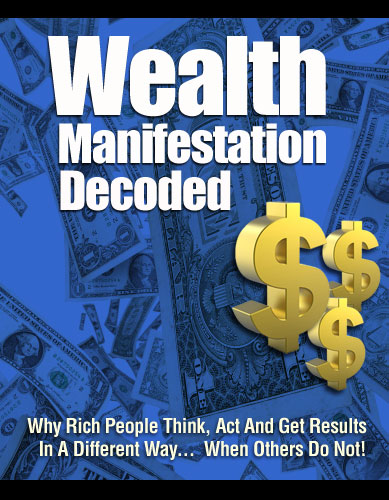 Wealth
Manifestation
Decoded
$
$
$
Why Rich People Think, Act And Get Results
In A Different Way... When Others Do Not!